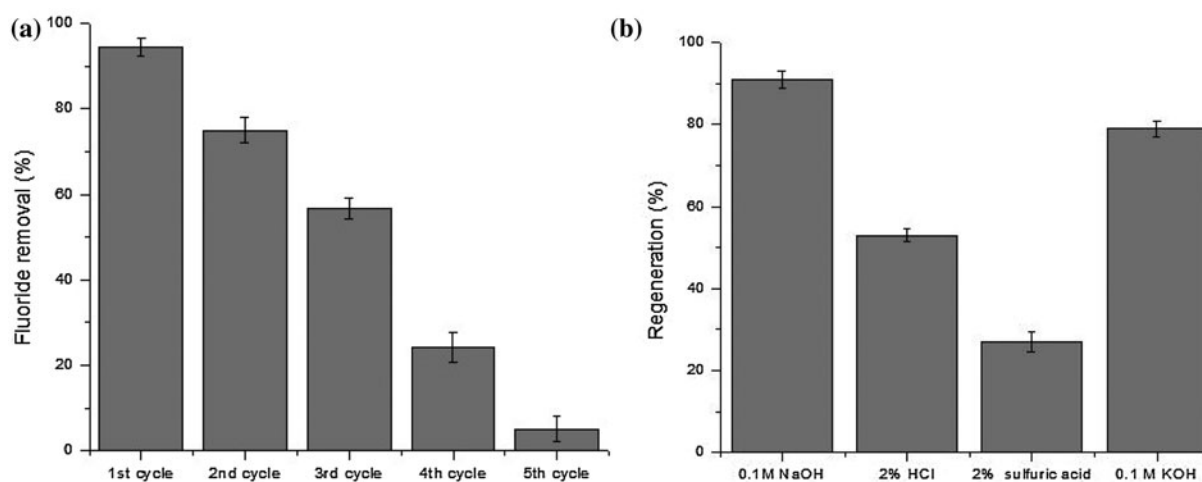 (a)
Fluoride removal (%)
100
80
60
40
20
0
1st cycle 2nd cycle 3rd cycle 4th cycle 5th cycle
(b)
Regeneration (%)
100
80
60
40
20
0
0.1M NaOH 2% HCl 2% sulfuric acid 0.1 M KOH